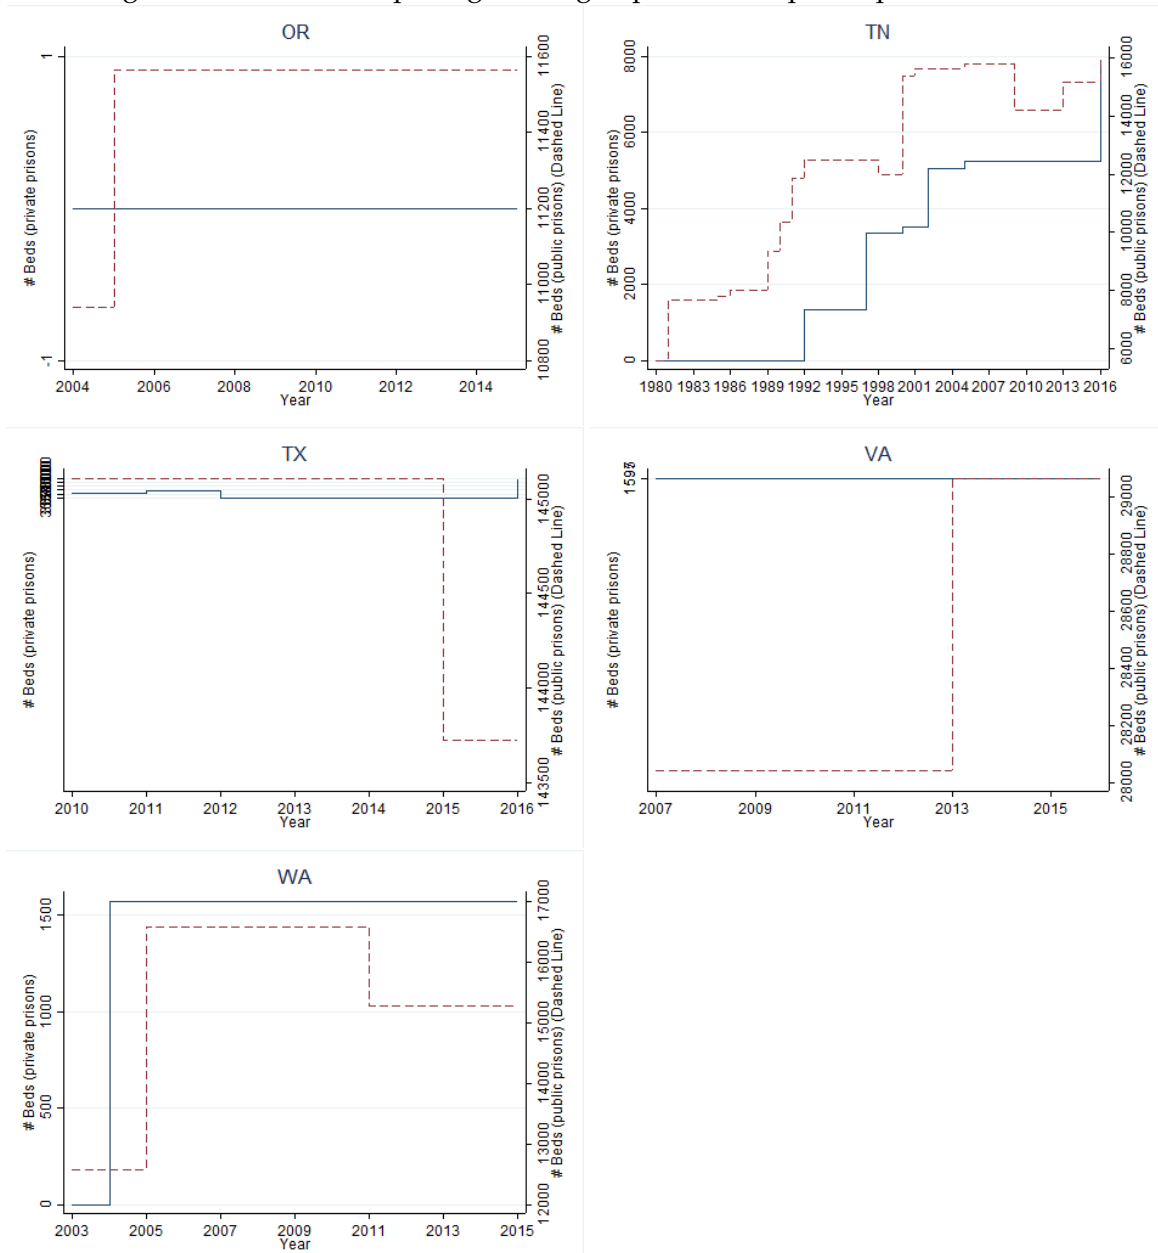 OR
# Beds (private prisons)
-1
1
# Beds (public prisons) (Dashed Line)
10800 11000 11200 11400 11600
2004 2006 2008 2010 2012 2014
Year
TN
# Beds (private prisons)
0 2000 4000 6000 8000
# Beds (public prisons) (Dashed Line)
6000 8000 10000 12000 14000 16000
1980 1983 1986 1989 1992 1995 1998 2001 2004 2007 2010 2013 2016
Year
TX
# Beds (private prisons)
# Beds (public prisons) (Dashed Line)
143500 144000 144500 145000
2010 2011 2012 2013 2014 2015 2016
Year
VA
# Beds (private prisons)
# Beds (public prisons) (Dashed Line)
28000 28200 28400 28600 28800 29000
2007 2009 2011 2013 2015
Year
WA
# Beds (private prisons)
0 500 1000 1500
# Beds (public prisons) (Dashed Line)
12000 13000 14000 15000 16000 17000
2003 2005 2007 2009 2011 2013 2015
Year